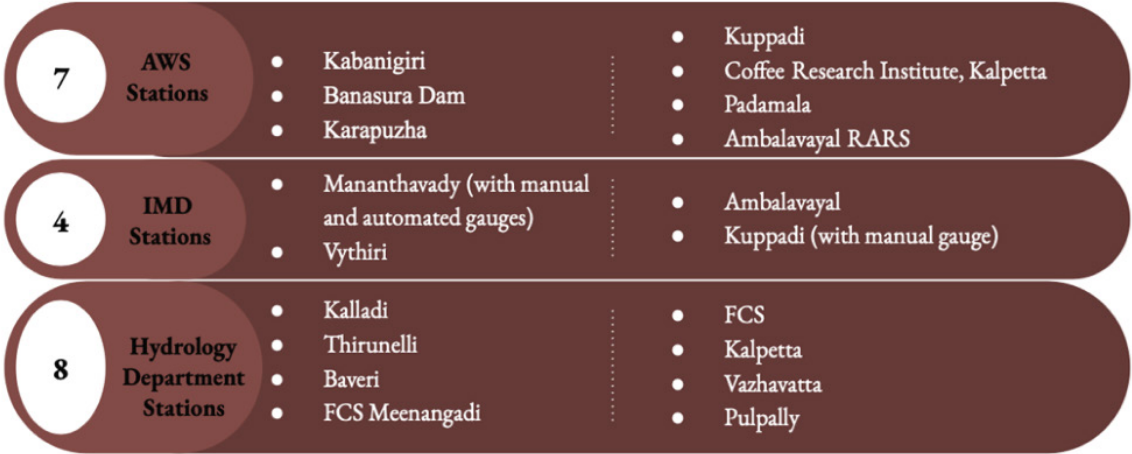 7
AWS
Stations
Kabanigiri
Banasura Dam
Karapuzha
Kuppadi
Coffee Research Institute, Kalpetta
Padamala
Ambalavayal RARS
4
IMD
Stations
Mananthavady (with manual
and automated gauges)
Vythiri
Ambalavayal
Kuppadi (with manual gauge)
8
Hydrology
Department
Stations
Kalladi
Thirunelli
Baveri
FCS Meenangadi
FCS
Kalpetta
Vazhavatta
Pulpally